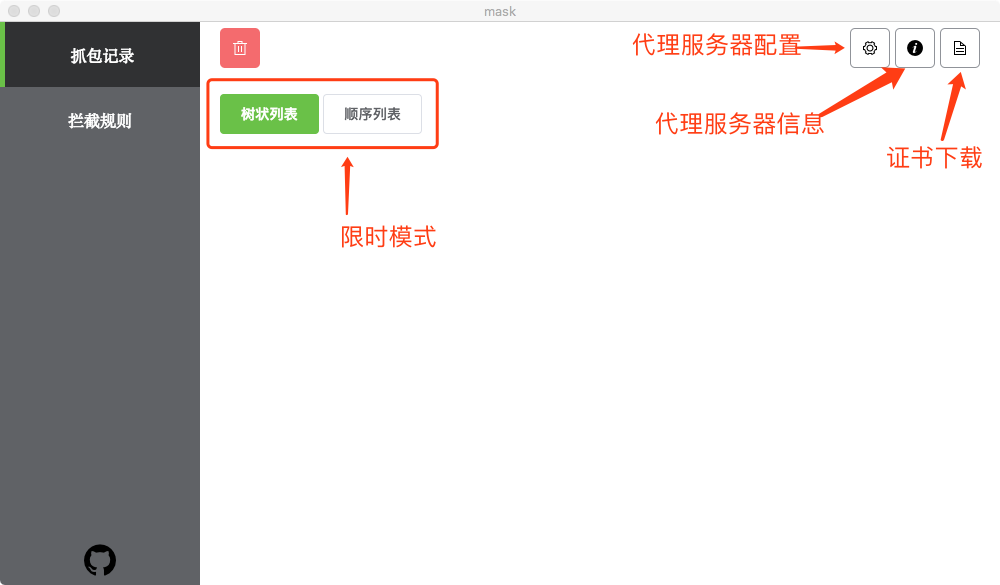 mask
抓包记录
拦截规则
代理服务器配置
树状列表
顺序列表
代理服务器信息
证书下载
限时模式